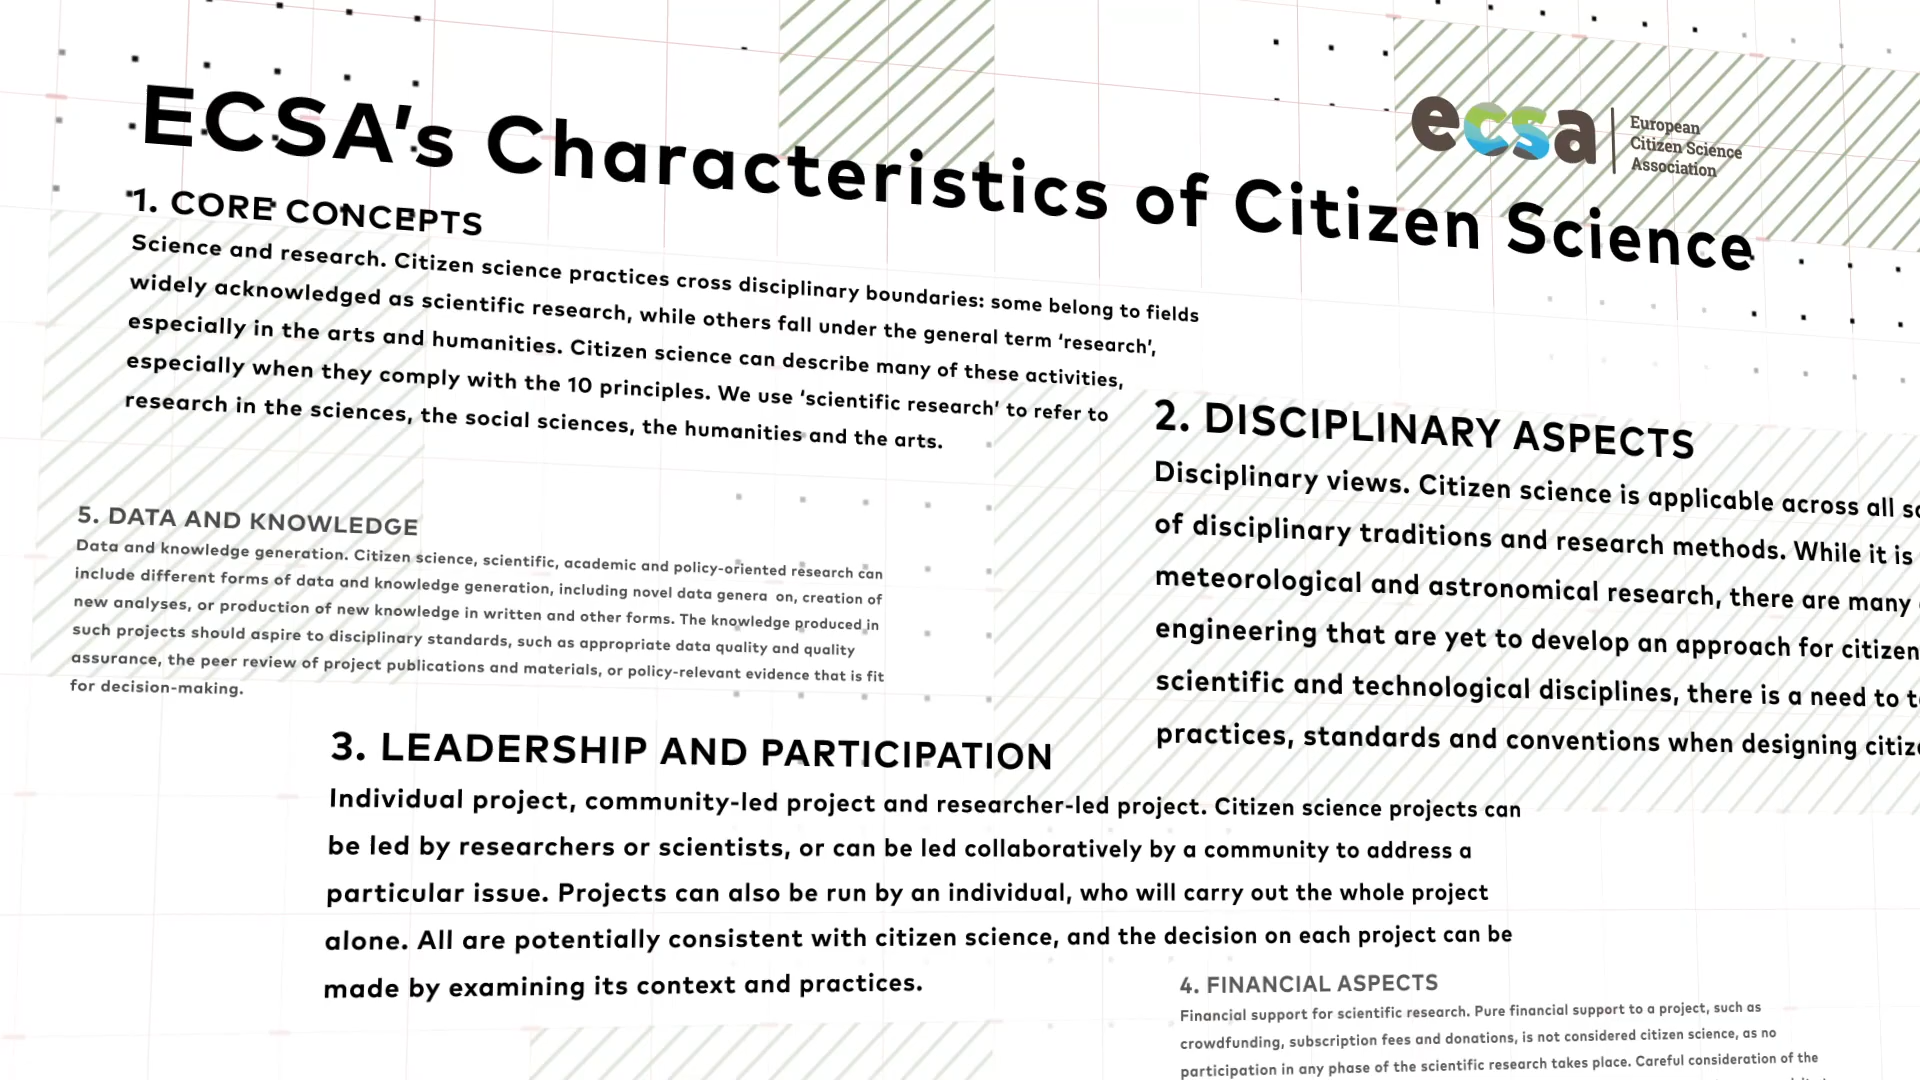 ECSA's Characteristics of Citizen Science
ecsa
European
Citizen Science
Association
1. CORE CONCEPTS
Science and research. Citizen science practices cross disciplinary boundaries: some belong to fields
widely acknowledged as scientific research, while others fall under the general term ‘research’,
especially in the arts and humanities. Citizen science can describe many of these activities,
especially when they comply with the 10 principles. We use ‘scientific research’ to refer to
research in the sciences, the social sciences, the humanities and the arts.
2. DISCIPLINARY ASPECTS
Disciplinary views. Citizen science is applicable across all
of disciplinary traditions and research methods. While it is
meteorological and astronomical research, there are many
engineering that are yet to develop an approach for citizen
scientific and technological disciplines, there is a need to
practices, standards and conventions when designing
5. DATA AND KNOWLEDGE
Data and knowledge generation. Citizen science, scientific, academic and policy-oriented research can
include different forms of data and knowledge generation, including novel data genera on, creation of
new analyses, or production of new knowledge in written and other forms. The knowledge produced in
such projects should aspire to disciplinary standards, such as appropriate data quality and quality
assurance, the peer review of project publications and materials, or policy-relevant evidence that is fit
for decision-making.
3. LEADERSHIP AND PARTICIPATION
Individual project, community-led project and researcher-led project. Citizen science projects can
be led by researchers or scientists, or can be led collaboratively by a community to address a
particular issue. Projects can also be run by an individual, who will carry out the whole project
alone. All are potentially consistent with citizen science, and the decision on each project can be
made by examining its context and practices.
4. FINANCIAL ASPECTS
Financial support for scientific research. Pure financial support to a project, such as
crowdfunding, subscription fees and donations, is not considered citizen science, as no
participation in any phase of the scientific research takes place. Careful consideration of the